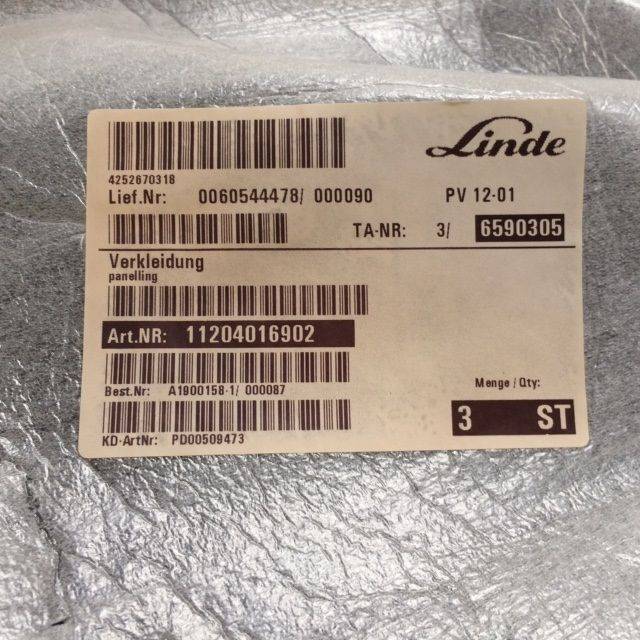 Linde
4252670318
Lief.Nr: 0060544478/ 000090 PV 12-01
TA-NR: 3/ 6590305
Verkleidung
panelling
Art.NR: 11204016902
Menge / Qty:
Best.Nr: A1900158-1/ 000087
3 ST
KD-ArtNr: PD00509473